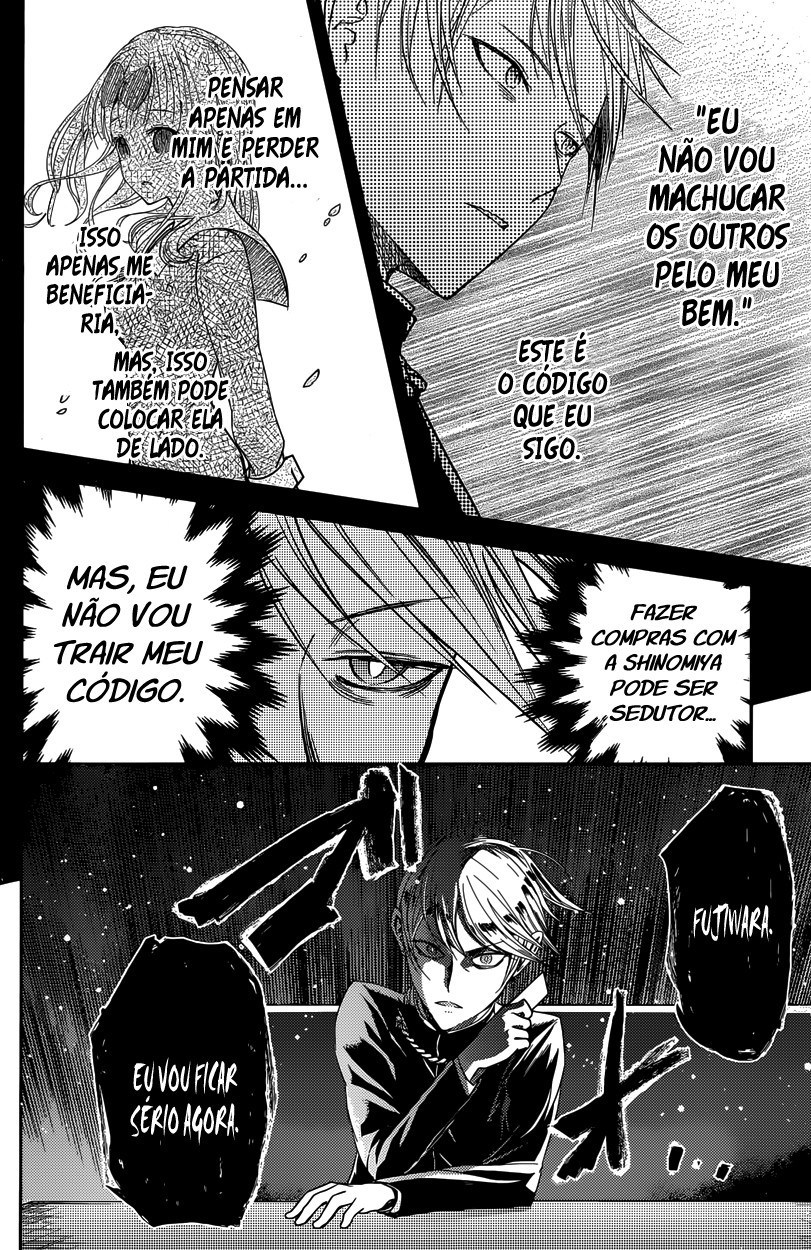 "EU
NÃO VOU
MACHUCAR
OS OUTROS
PELO MEU
BEM."
ESTE É
O CÓDIGO
QUE EU
SIGO.
PENSAR
APENAS EM
MIM E PERDER
A PARTIDA...
ISSO
APENAS ME
BENEFICIA-
RIA,
MAS, ISSO
TAMBÉM PODE
COLOCAR ELA
DE LADO.
FAZER
COMPRAS COM
A SHINOMIYA
PODE SER
SEDUTOR...
MAS, EU
NÃO VOU
TRAIR MEU
CÓDIGO.
FUJIWARA.
EU VOU FICAR
SÉRIO AGORA.